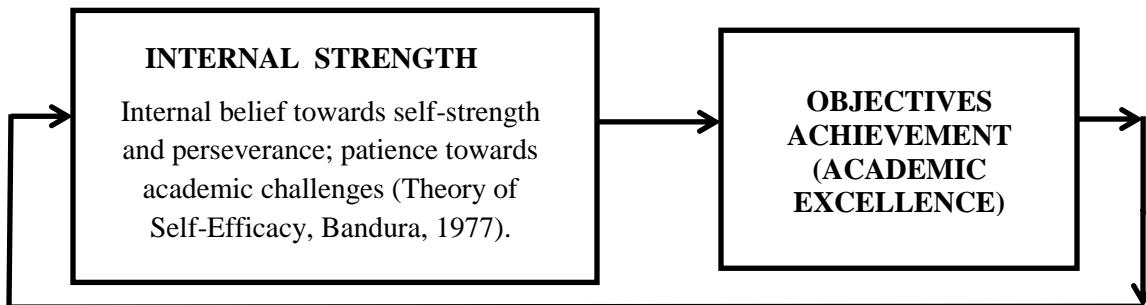 INTERNAL STRENGTH
Internal belief towards self-strength
and perseverance; patience towards
academic challenges (Theory of
Self-Efficacy, Bandura, 1977).
OBJECTIVES
ACHIEVEMENT
(ACADEMIC
EXCELLENCE)